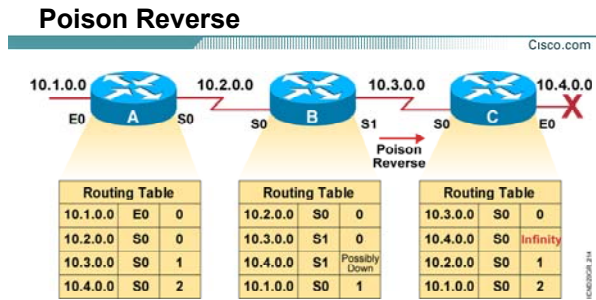 Poison Reverse
Cisco.com
10.1.0.0 10.2.0.0 10.3.0.0 10.4.0.0
E0 A S0 S0 B S1 S0 C E0
X
Poison
Reverse
Routing Table
10.1.0.0 E0 0
10.2.0.0 S0 0
10.3.0.0 S0 1
10.4.0.0 S0 2
Routing Table
10.2.0.0 S0 0
10.3.0.0 S1 0
10.4.0.0 S1 Possibly Down
10.1.0.0 S0 1
Routing Table
10.3.0.0 S0 0
10.4.0.0 S0 Infinity
10.2.0.0 S0 1
10.1.0.0 S0 2